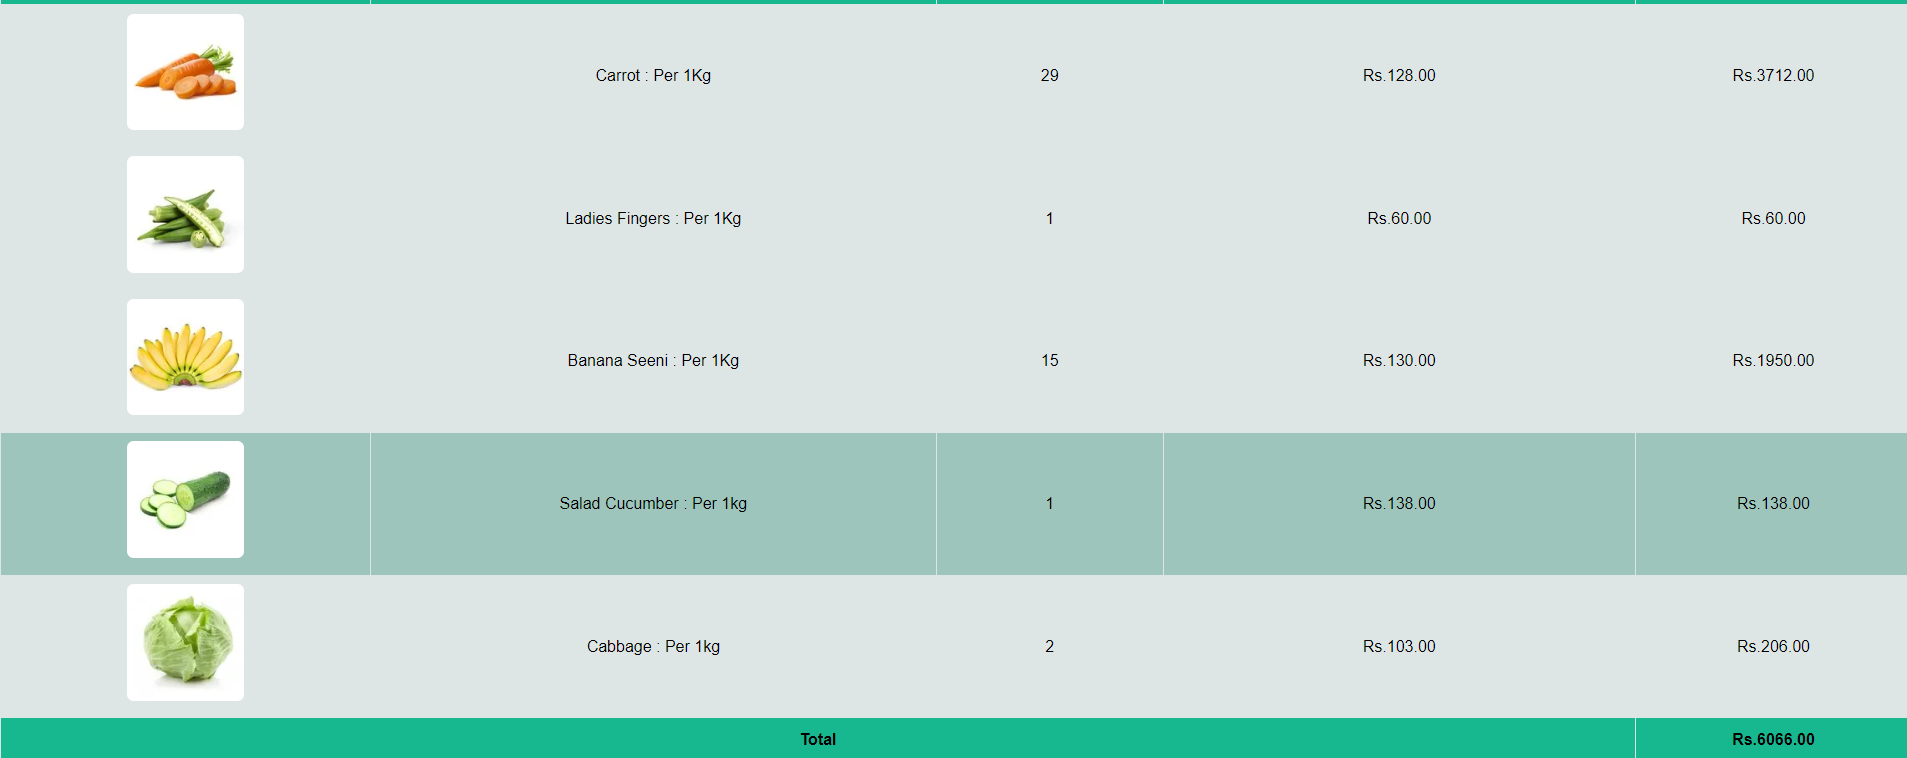 Carrot : Per 1Kg 29 Rs.128.00 Rs.3712.00
Ladies Fingers : Per 1Kg 1 Rs.60.00 Rs.60.00
Banana Seeni : Per 1Kg 15 Rs.130.00 Rs.1950.00
Salad Cucumber : Per 1kg 1 Rs.138.00 Rs.138.00
Cabbage : Per 1kg 2 Rs.103.00 Rs.206.00
Total Rs.6066.00